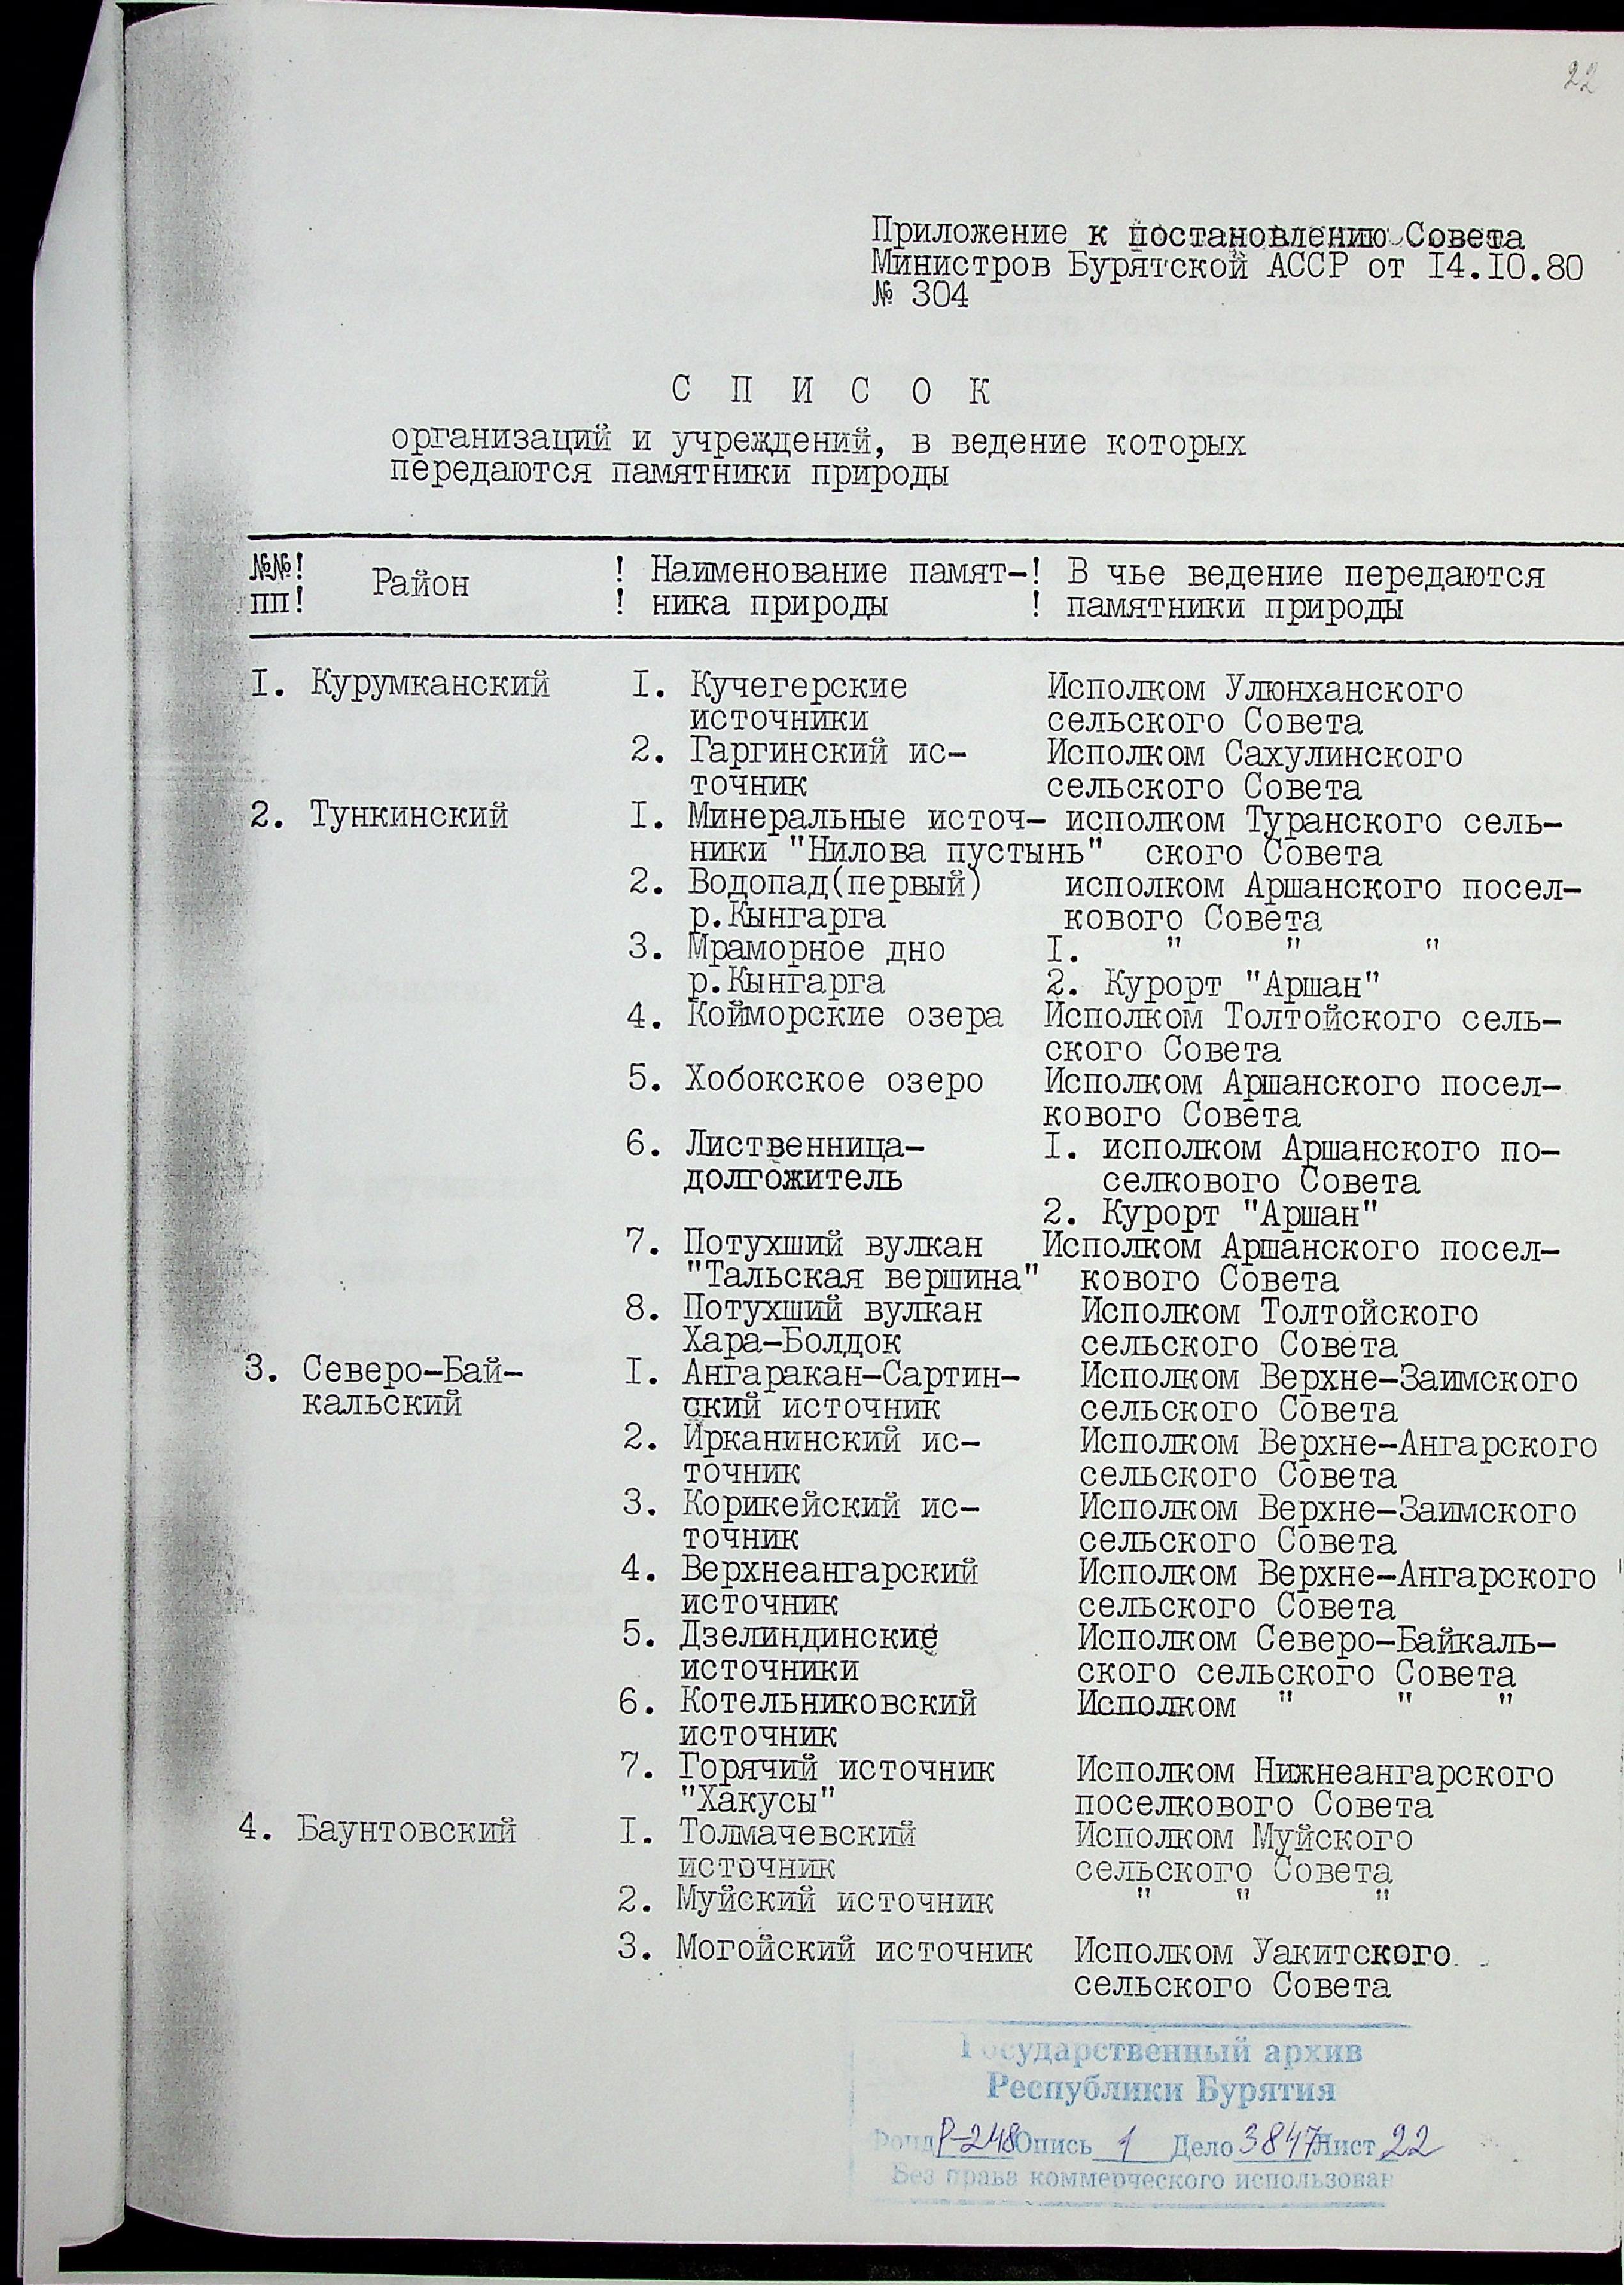 22
Приложение к постановлению Совета
Министров Бурятской АССР от I4.I0.80
№ 304
С П И С О К
организаций и учреждений, в ведение которых
передаются памятники природы
№№! Район ! Наименование памят-! В чье ведение передаются
пп! ! ника природы ! памятники природы
I. Курумканский I. Кучегерские Исполком Улюнханского
источники сельского Совета
2. Гаргинский ис- Исполком Сахулинского
точник сельского Совета
2. Тункинский I. Минеральные источ- исполком Туранского сель-
ники "Нилова пустынь" ского Совета
2. Водопад(первый) исполком Аршанского посел-
р.Кынгарга кового Совета
3. Мраморное дно I. " " "
р.Кынгарга 2. Курорт "Аршан"
4. Койморские озера Исполком Толтойского сель-
ского Совета
5. Хобокское озеро Исполком Аршанского посел-
кового Совета
6. Лиственница- I. исполком Аршанского по-
долгожитель селкового Совета
2. Курорт "Аршан"
7. Потухший вулкан Исполком Аршанского посел-
"Тальская вершина" кового Совета
8. Потухший вулкан Исполком Толтойского
Хара-Болдок сельского Совета
3. Северо-Бай- I. Ангаракан-Сартин- Исполком Верхне-Заимского
кальский ский источник сельского Совета
2. Ирканинский ис- Исполком Верхне-Ангарского
точник сельского Совета
3. Корикейский ис- Исполком Верхне-Заимского
точник сельского Совета
4. Верхнеангарский Исполком Верхне-Ангарского
источник сельского Совета
5. Дзелиндинские Исполком Северо-Байкаль-
источники ского сельского Совета
6. Котельниковский Исполком " " "
источник
7. Горячий источник Исполком Нижнеангарского
"Хакусы" поселкового Совета
4. Баунтовский I. Толмачевский Исполком Муйского
источник сельского Совета
2. Муйский источник " " "
3. Могойский источник Исполком Уакитского
сельского Совета
Государственный архив
Республики Бурятия
Фонд Р-248 Опись 1 Дело 3847 Лист 22
Без права коммерческого использован